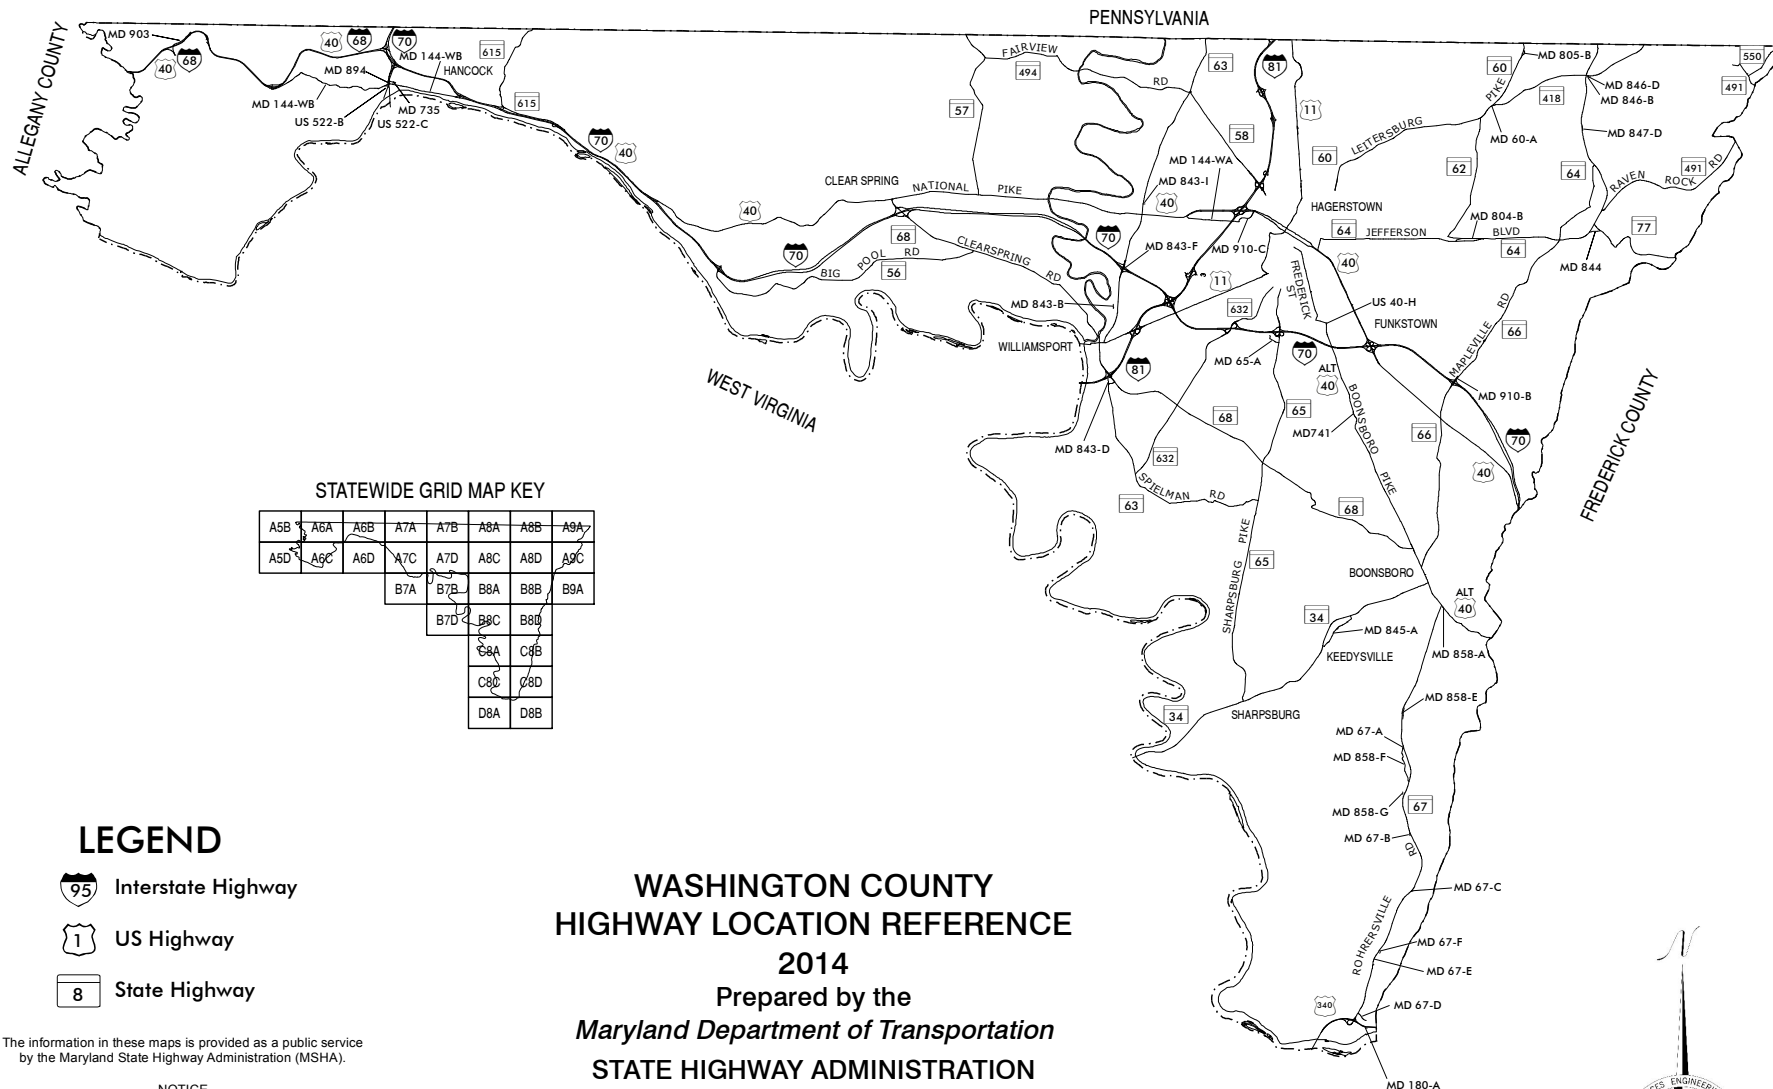 PENNSYLVANIA
ALLEGANY COUNTY
MD 903
40
68
40
68
70
MD 144-WB
615
HANCOCK
MD 894
MD 144-WB
US 522-B
MD 735
US 522-C
615
70
40
FAIRVIEW
RD
494
57
63
81
11
58
MD 144-WA
MD 843-I
40
CLEAR SPRING
NATIONAL PIKE
40
68
70
BIG POOL RD
56
CLEARSPRING RD
70
MD 843-F
MD 910-C
11
MD 843-B
WILLIAMSPORT
81
60
PIKE
MD 805-B
550
491
MD 846-D
MD 846-B
418
LEITERSBURG
60
MD 60-A
MD 847-D
62
64
491
RAVEN ROCK RD
HAGERSTOWN
MD 804-B
64
JEFFERSON BLVD
64
77
MD 844
40
FREDERICK ST
US 40-H
FUNKSTOWN
632
MD 65-A
70
ALT
40
MAPLEVILLE RD
66
MD 910-B
65
68
MD741
BOONSBORO PIKE
66
70
40
MD 843-D
632
SPIELMAN RD
63
68
WEST VIRGINIA
FREDERICK COUNTY
SHARPSBURG PIKE
65
BOONSBORO
ALT
40
34
MD 845-A
KEEDYSVILLE
MD 858-A
34
SHARPSBURG
MD 858-E
MD 67-A
MD 858-F
MD 858-G
67
MD 67-B
RD
MD 67-C
ROHRERSVILLE
MD 67-F
MD 67-E
340
MD 67-D
MD 180-A
STATEWIDE GRID MAP KEY
A5B A6A A6B A7A A7B A8A A8B A9A
A5D A6C A6D A7C A7D A8C A8D A9C
B7A B7B B8A B8B B9A
B7D B8C B8D
C8A C8B
C8C C8D
D8A D8B
LEGEND
95 Interstate Highway
1 US Highway
8 State Highway
The information in these maps is provided as a public service
by the Maryland State Highway Administration (MSHA).
NOTICE
WASHINGTON COUNTY
HIGHWAY LOCATION REFERENCE
2014
Prepared by the
Maryland Department of Transportation
STATE HIGHWAY ADMINISTRATION